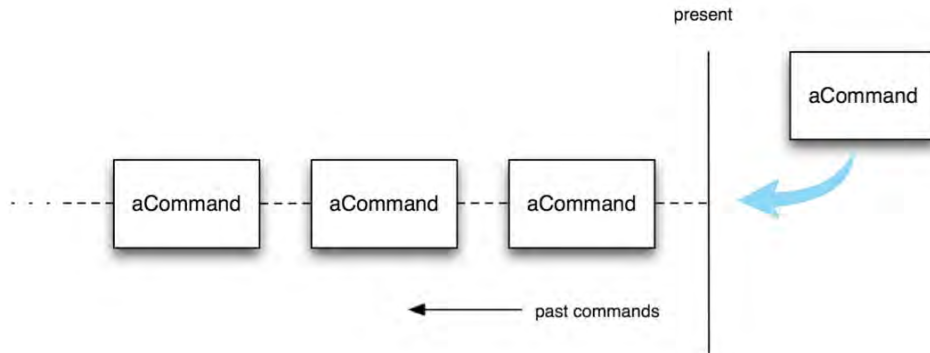 present
aCommand
aCommand
aCommand
aCommand
past commands